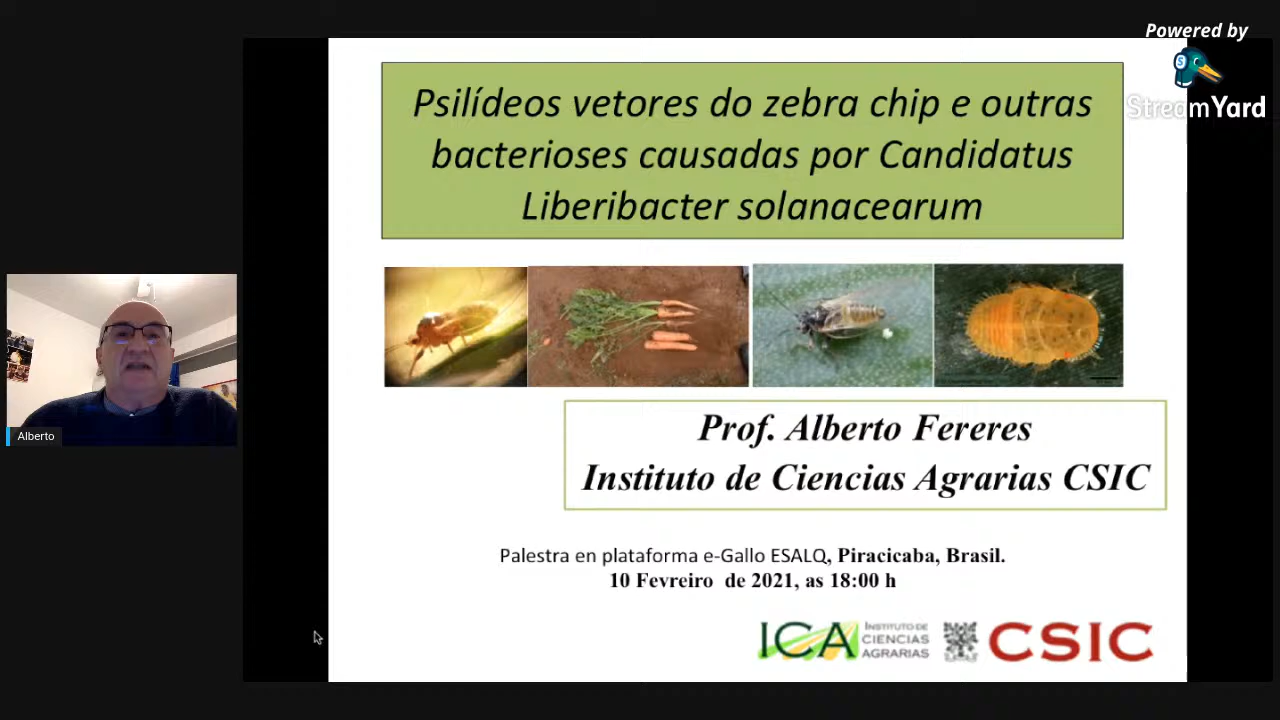 Powered by
StreamYard
Psilídeos vetores do zebra chip e outras
bacterioses causadas por Candidatus
Liberibacter solanacearum
Alberto
Prof. Alberto Fereres
Instituto de Ciencias Agrarias CSIC
Palestra en plataforma e-Gallo ESALQ, Piracicaba, Brasil.
10 Fevreiro de 2021, as 18:00 h
ICA INSTITUTO DE CIENCIAS AGRARIAS
CSIC